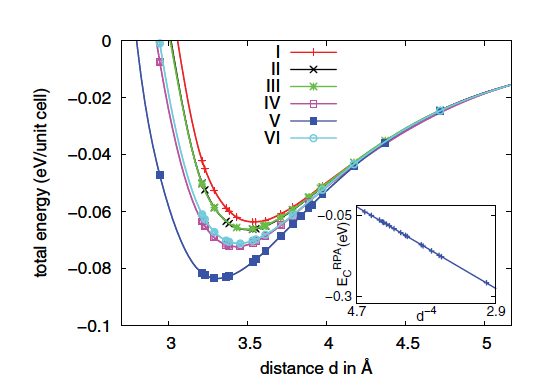 total energy (eV/unit cell)
0
−0.02
−0.04
−0.06
−0.08
−0.1
I
II
III
IV
V
VI
E_C^RPA(eV)
−0.05
−0.3
4.7
d^-4
2.9
3
3.5
4
4.5
5
distance d in Å